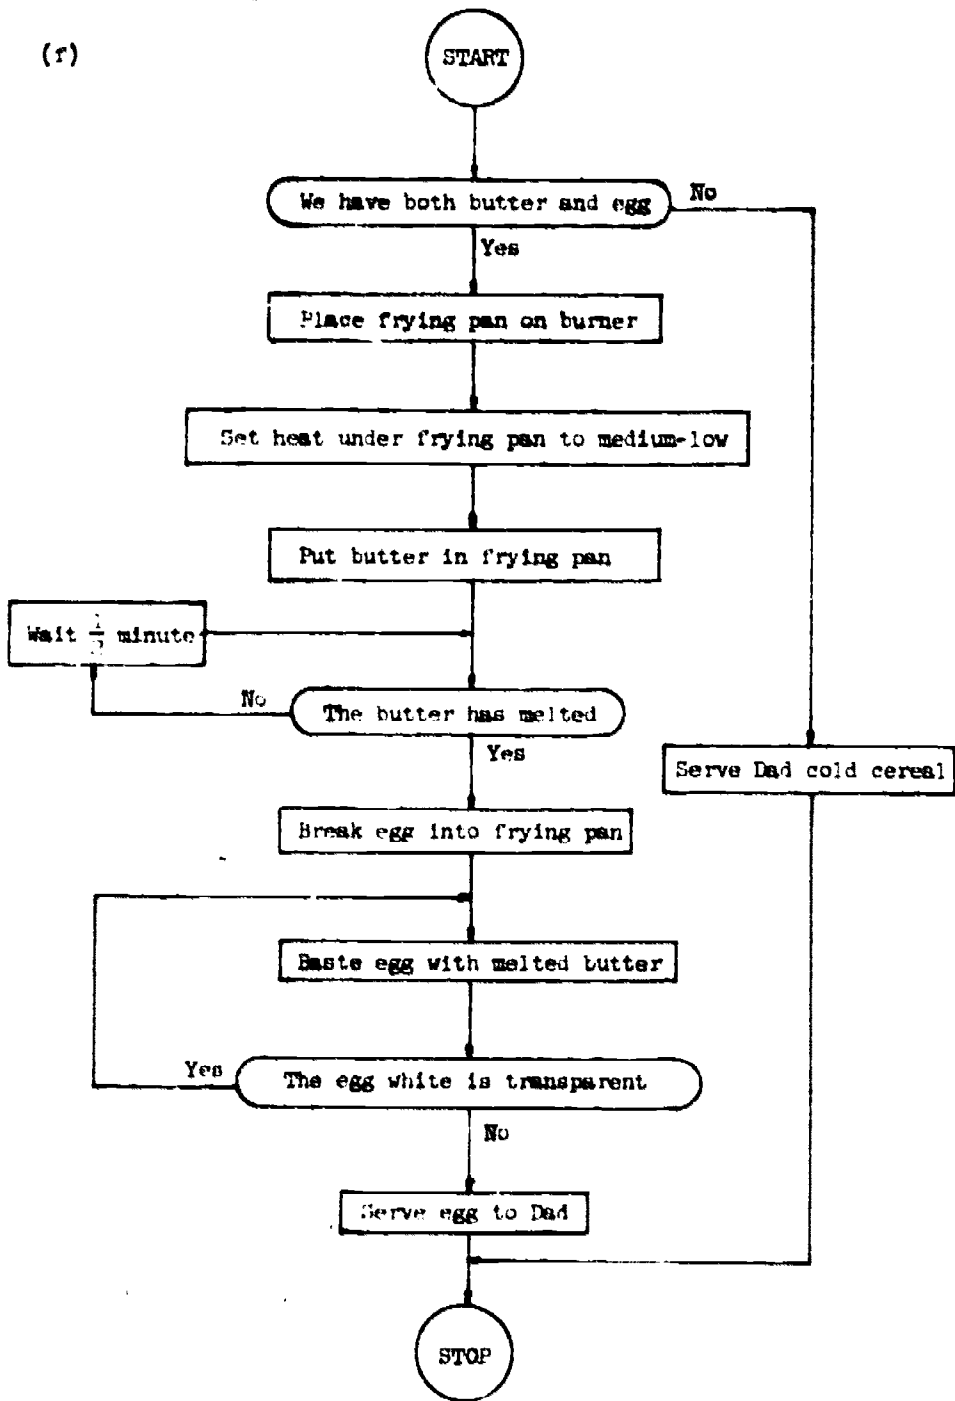 (f)
START
We have both butter and egg
No
Yes
Place frying pan on burner
Set heat under frying pan to medium-low
Put butter in frying pan
Wait 1/2 minute
No
The butter has melted
Yes
Serve Dad cold cereal
Break egg into frying pan
Baste egg with melted butter
Yes
The egg white is transparent
No
Serve egg to Dad
STOP